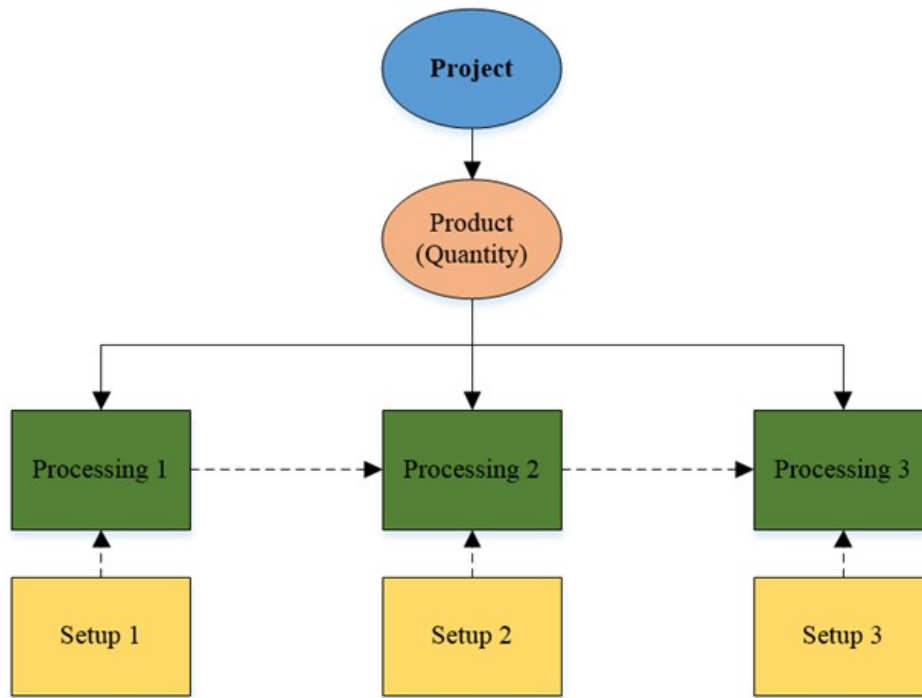 Project
Product
(Quantity)
Processing 1
Processing 2
Processing 3
Setup 1
Setup 2
Setup 3